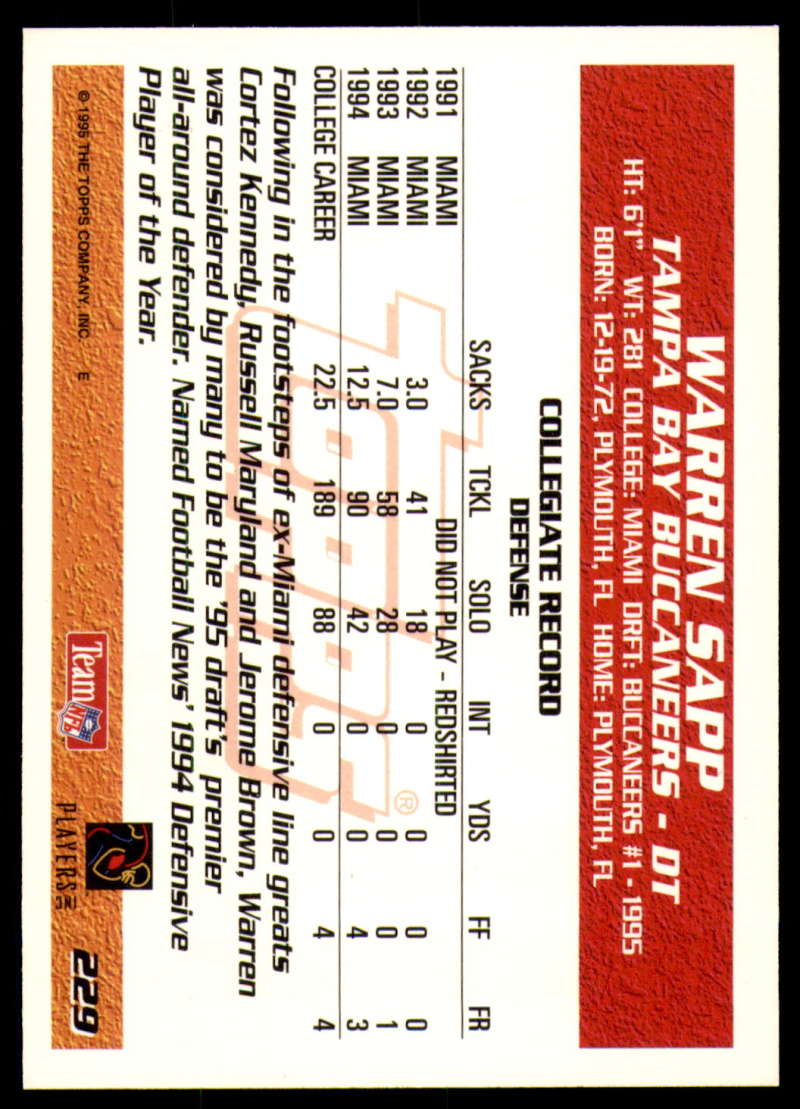 WARREN SAPP
TAMPA BAY BUCCANEERS - DT
HT: 6'1" WT: 281 COLLEGE: MIAMI DRFT: BUCCANEERS #1 - 1995
BORN: 12-19-72, PLYMOUTH, FL HOME: PLYMOUTH, FL
COLLEGIATE RECORD
DEFENSE
SACKS TCKL SOLO INT YDS FF FR
1991 MIAMI DID NOT PLAY – REDSHIRTED
1992 MIAMI 3.0 41 18 0 0 0 0
1993 MIAMI 7.0 58 28 0 0 0 1
1994 MIAMI 12.5 90 42 0 0 4 3
COLLEGE CAREER 22.5 189 88 0 0 4 4
Topps ®
Following in the footsteps of ex-Miami defensive line greats
Cortez Kennedy, Russell Maryland and Jerome Brown, Warren
was considered by many to be the '95 draft's premier
all-around defender. Named Football News' 1994 Defensive
Player of the Year.
© 1995 THE TOPPS COMPANY, INC. E
Team NFL
PLAYERS INC
229